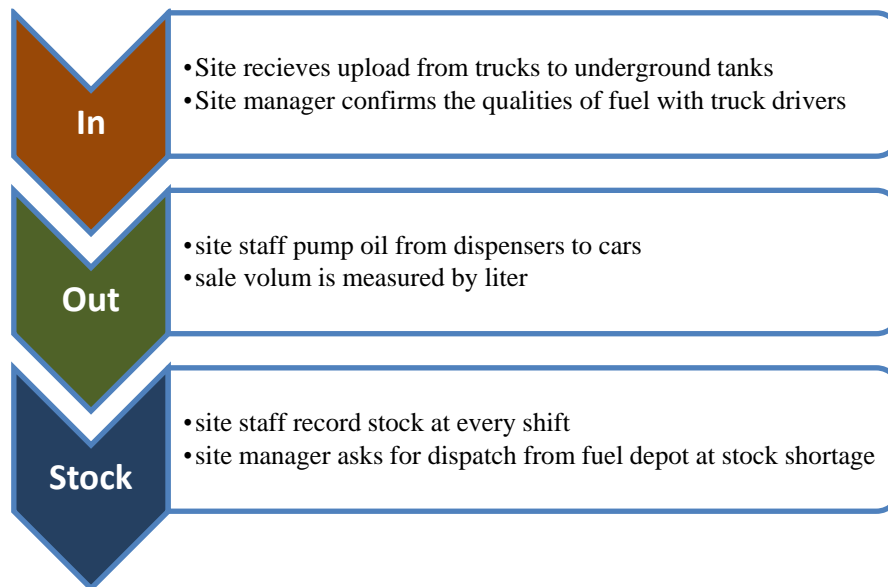 In
•Site recieves upload from trucks to underground tanks
•Site manager confirms the qualities of fuel with truck drivers
Out
•site staff pump oil from dispensers to cars
•sale volum is measured by liter
Stock
•site staff record stock at every shift
•site manager asks for dispatch from fuel depot at stock shortage